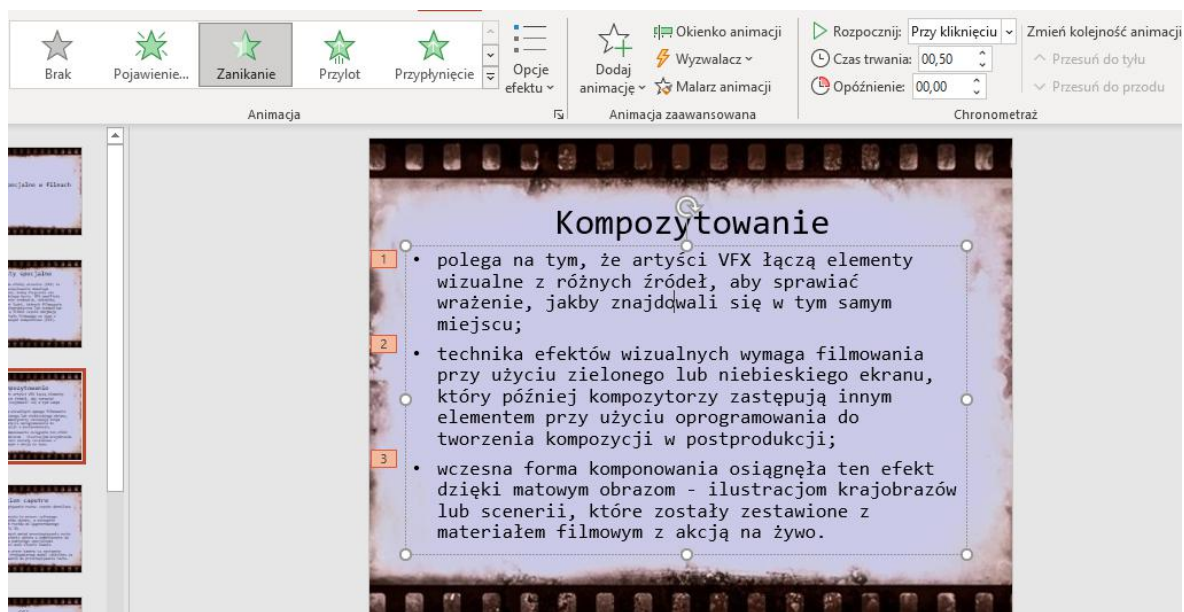 Brak
Pojawienie...
Zanikanie
Przylot
Przypłynięcie
Opcje
efektu
Animacja
Dodaj
animację
Okienko animacji
Wyzwalacz
Malarz animacji
Animacja zaawansowana
Rozpocznij: Przy kliknięciu
Czas trwania: 00,50
Opóźnienie: 00,00
Zmień kolejność animacji
Przesuń do tyłu
Przesuń do przodu
Chronometraż
Kompozytowanie
1
• polega na tym, że artyści VFX łączą elementy
wizualne z różnych źródeł, aby sprawiać
wrażenie, jakby znajdowali się w tym samym
miejscu;
2
• technika efektów wizualnych wymaga filmowania
przy użyciu zielonego lub niebieskiego ekranu,
który później kompozytorzy zastępują innym
elementem przy użyciu oprogramowania do
tworzenia kompozycji w postprodukcji;
3
• wczesna forma komponowania osiągnęła ten efekt
dzięki matowym obrazom - ilustracjom krajobrazów
lub scenerii, które zostały zestawione z
materiałem filmowym z akcją na żywo.